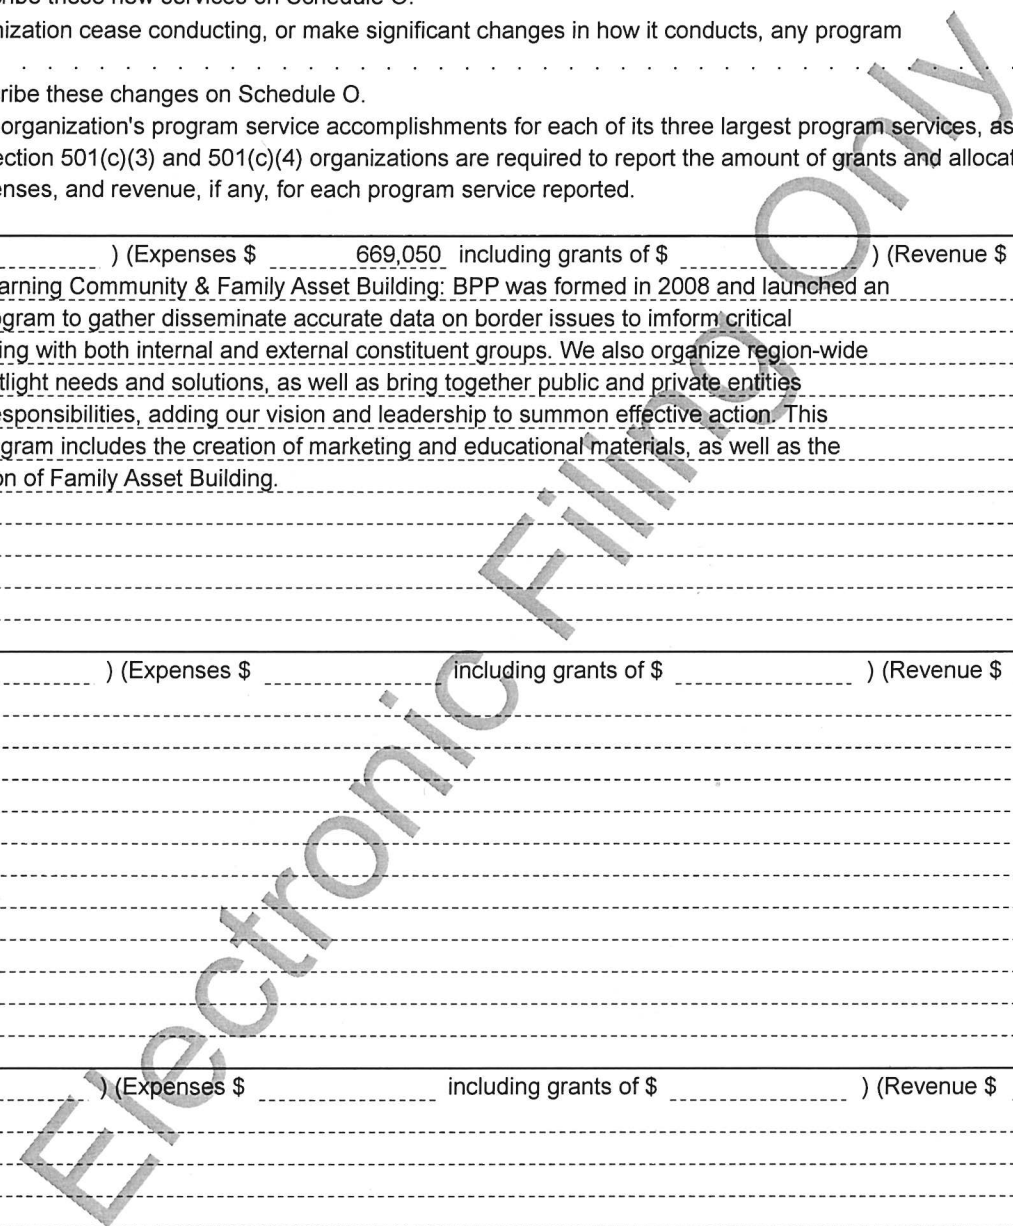 ribe these new services on Schedule O.
nization cease conducting, or make significant changes in how it conducts, any program
ribe these changes on Schedule O.
organization's program service accomplishments for each of its three largest program services, as
ection 501(c)(3) and 501(c)(4) organizations are required to report the amount of grants and allocat
enses, and revenue, if any, for each program service reported.
) (Expenses $ 669,050 including grants of $ ) (Revenue $
arning Community & Family Asset Building: BPP was formed in 2008 and launched an
ogram to gather disseminate accurate data on border issues to imform critical
ing with both internal and external constituent groups. We also organize region-wide
tlight needs and solutions, as well as bring together public and private entities
esponsibilities, adding our vision and leadership to summon effective action. This
gram includes the creation of marketing and educational materials, as well as the
on of Family Asset Building.
) (Expenses $ including grants of $ ) (Revenue $
) (Expenses $ including grants of $ ) (Revenue $
Electronic Filing Only